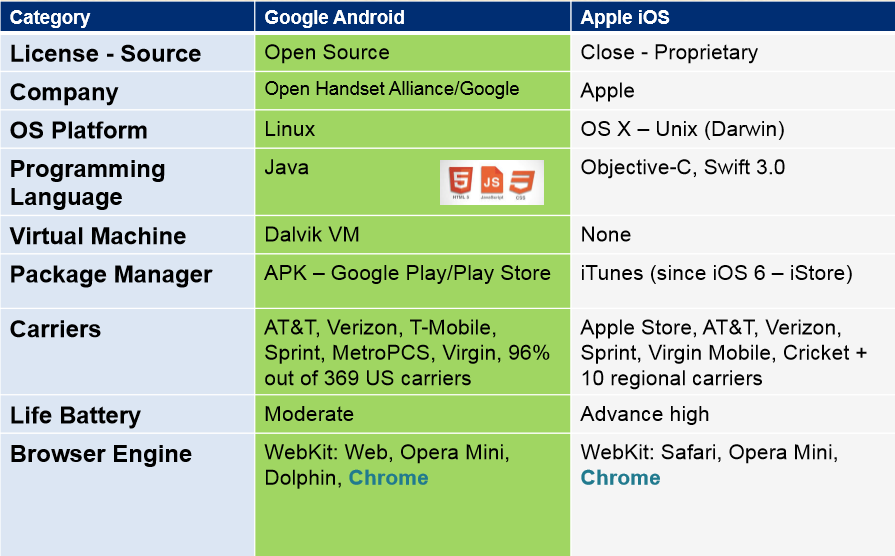 Category Google Android Apple iOS
License - Source Open Source Close - Proprietary
Company Open Handset Alliance/Google Apple
OS Platform Linux OS X – Unix (Darwin)
Programming Java Objective-C, Swift 3.0
Language
HTML 5 JS JavaScript CSS
Virtual Machine Dalvik VM None
Package Manager APK – Google Play/Play Store iTunes (since iOS 6 – iStore)
Carriers AT&T, Verizon, T-Mobile, Apple Store, AT&T, Verizon,
Sprint, MetroPCS, Virgin, 96% Sprint, Virgin Mobile, Cricket +
out of 369 US carriers 10 regional carriers
Life Battery Moderate Advance high
Browser Engine WebKit: Web, Opera Mini, WebKit: Safari, Opera Mini,
Dolphin, Chrome Chrome